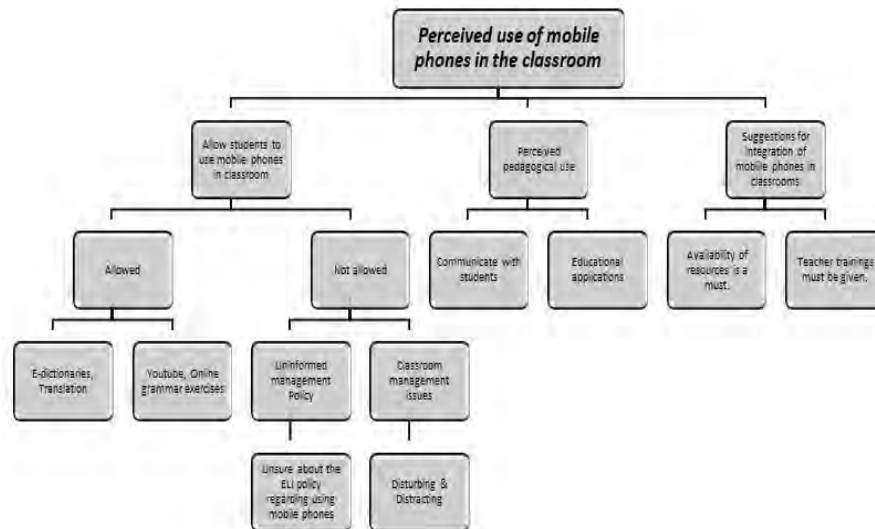 Perceived use of mobile
phones in the classroom
Allow students to
use mobile phones
in classroom
Perceived
pedagogical use
Suggestions for
integration of
mobile phones in
classrooms
Allowed
Not allowed
Communicate with
students
Educational
applications
Availability of
resources is a
must.
Teacher trainings
must be given.
E-dictionaries,
Translation
Youtube, Online
grammar exercises
Uninformed
management
Policy
Classroom
management
issues
Unsure about the
ELI policy
regarding using
mobile phones
Disturbing &
Distracting